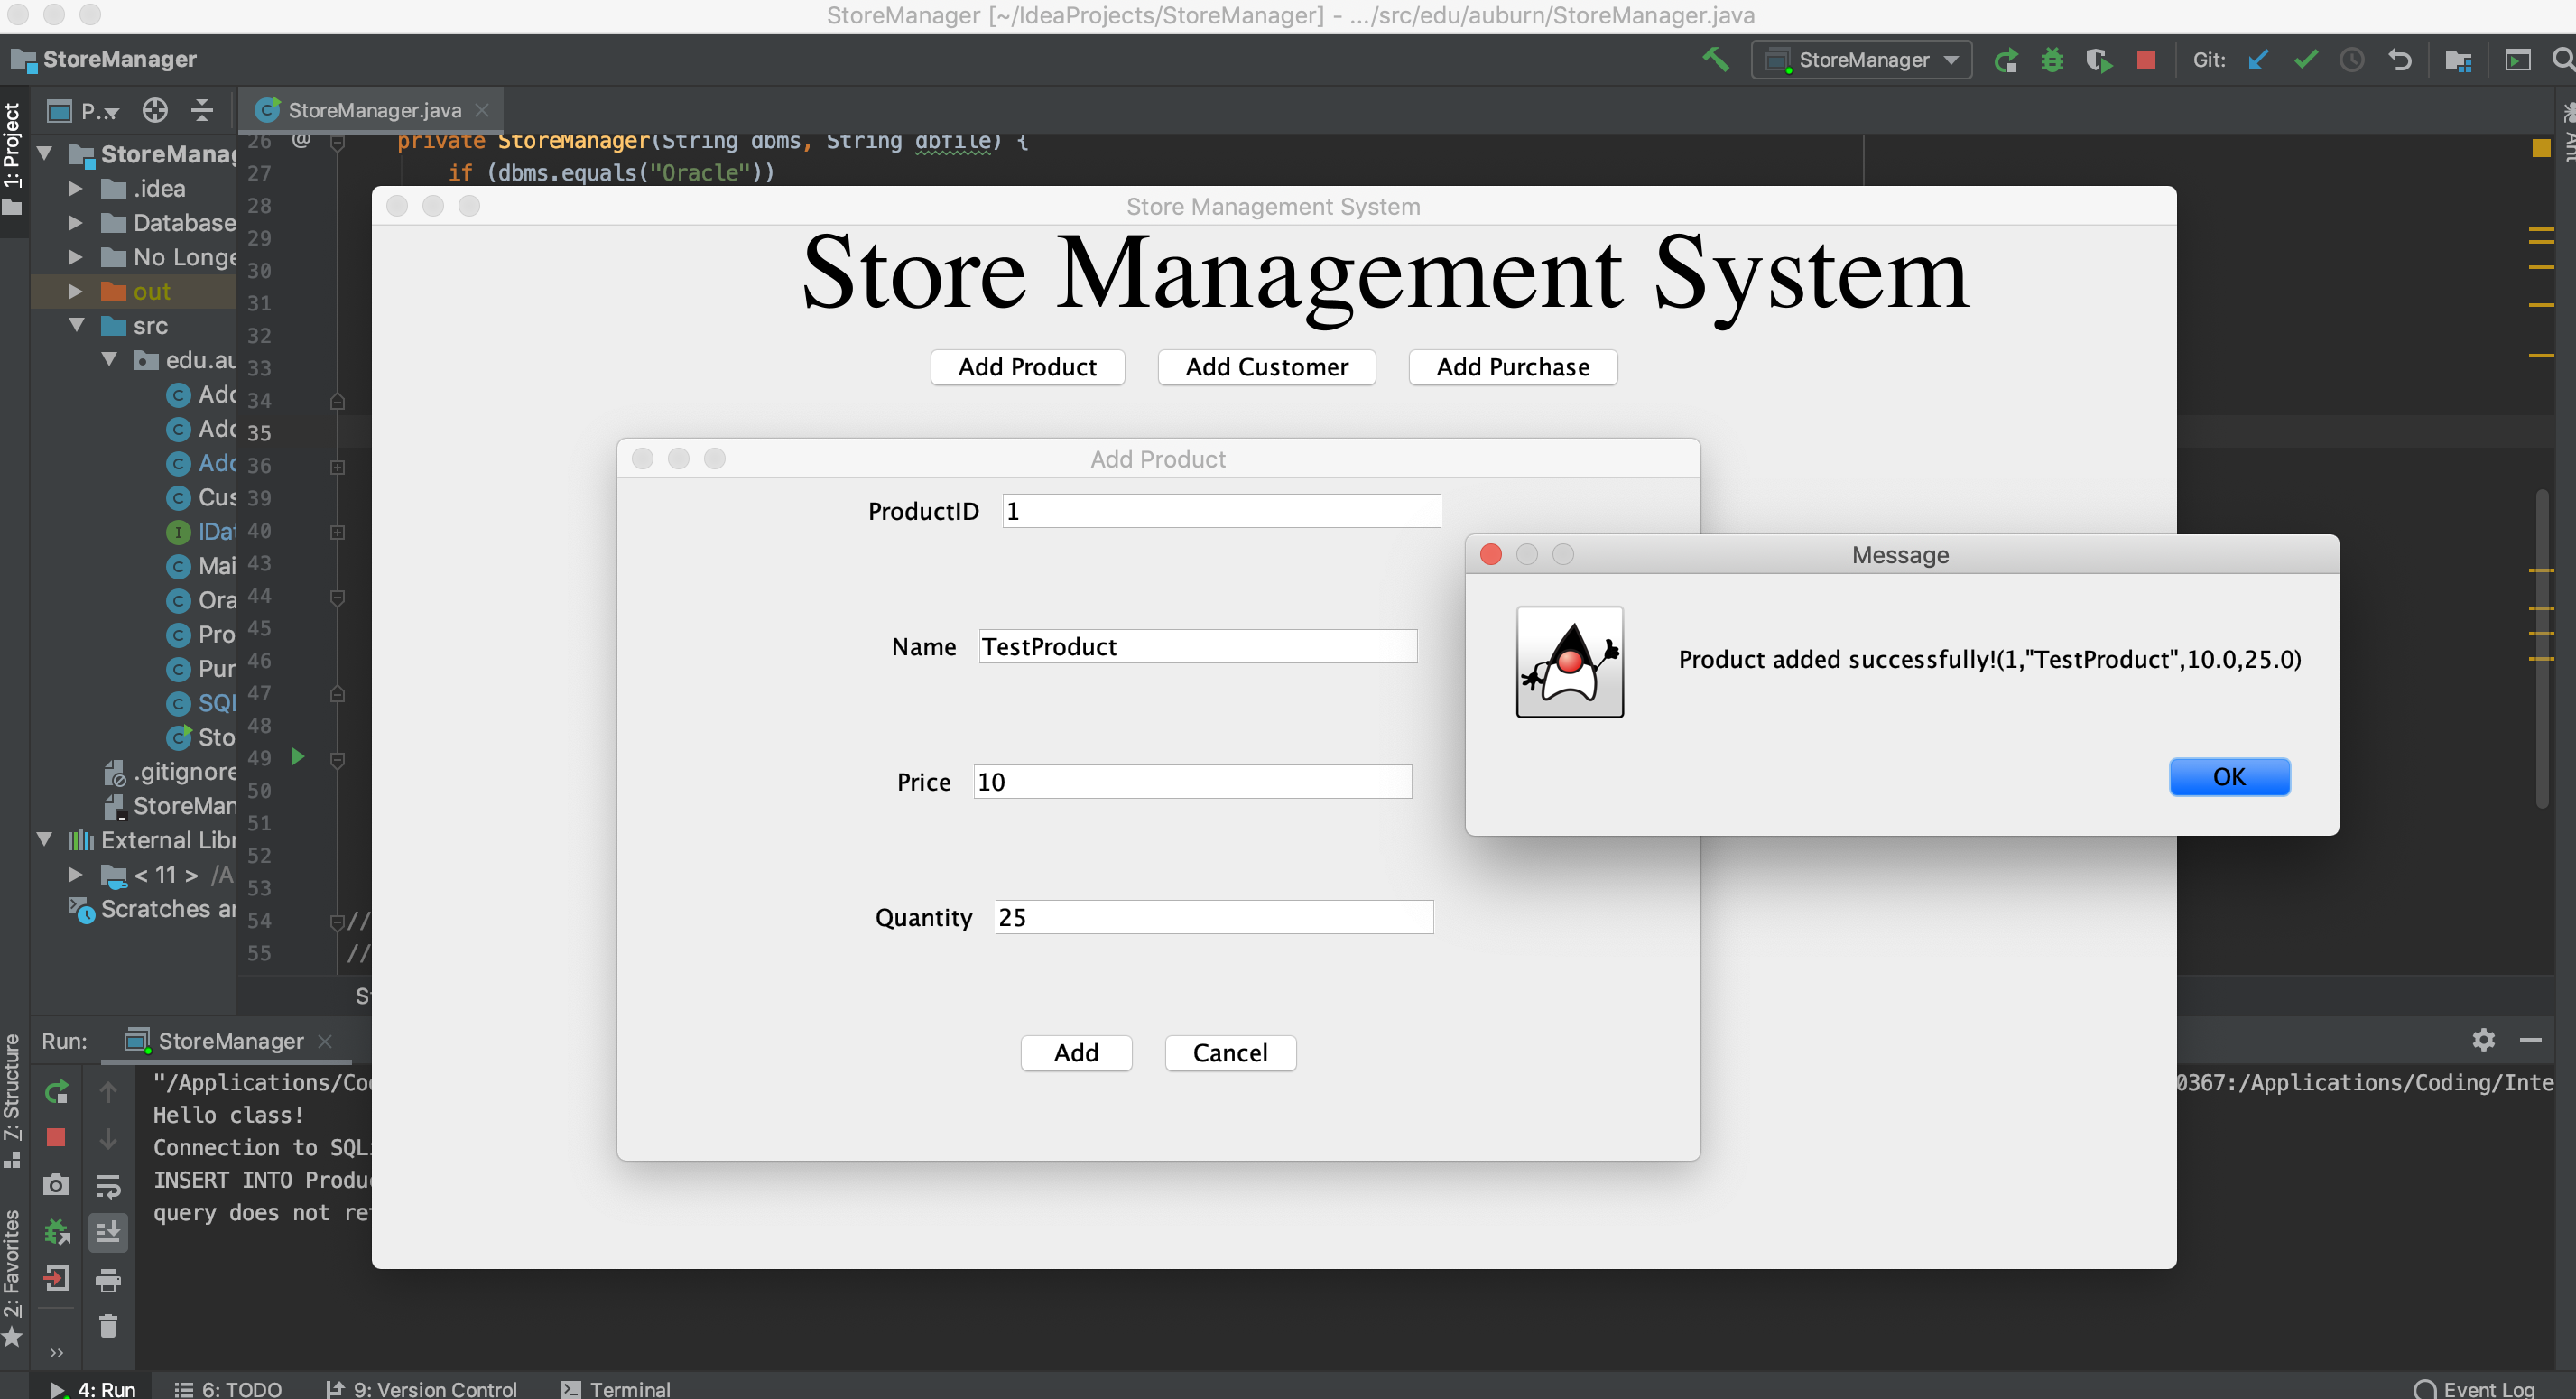 StoreManager [~/IdeaProjects/StoreManager] - .../src/edu/auburn/StoreManager.java
StoreManager
StoreManager
Git:
1: Project
P...
StoreManager.java
Ant
StoreManag
.idea
Database
No Longe
out
src
edu.au
Add
Add
Add
Cus
IDat
Mai
Ora
Pro
Pur
SQL
Sto
.gitignore
StoreMan
External Libr
< 11 > /A
Scratches an
26 @ private StoreManager(String dbms, String dbfile) {
27 if (dbms.equals("Oracle"))
28
29
30
31
32
33
34
35
36
39
40
43
44
45
46
47
48
49
50
51
52
53
54 //
55 //
Store Management System
Store Management System
Add Product Add Customer Add Purchase
Add Product
ProductID 1
Name TestProduct
Price 10
Quantity 25
Add Cancel
Message
Product added successfully!(1,"TestProduct",10.0,25.0)
OK
Run: StoreManager
"/Applications/Co
0367:/Applications/Coding/Inte
Hello class!
Connection to SQL
INSERT INTO Produ
query does not re
7: Structure
2: Favorites
4: Run 6: TODO 9: Version Control Terminal Event Log